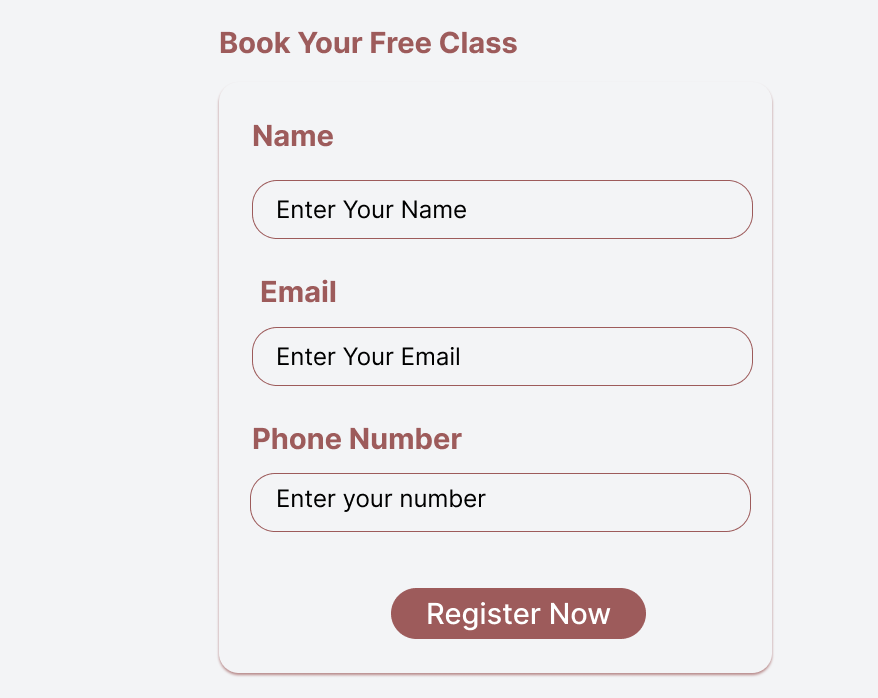 Book Your Free Class
Name
Enter Your Name
Email
Enter Your Email
Phone Number
Enter your number
Register Now